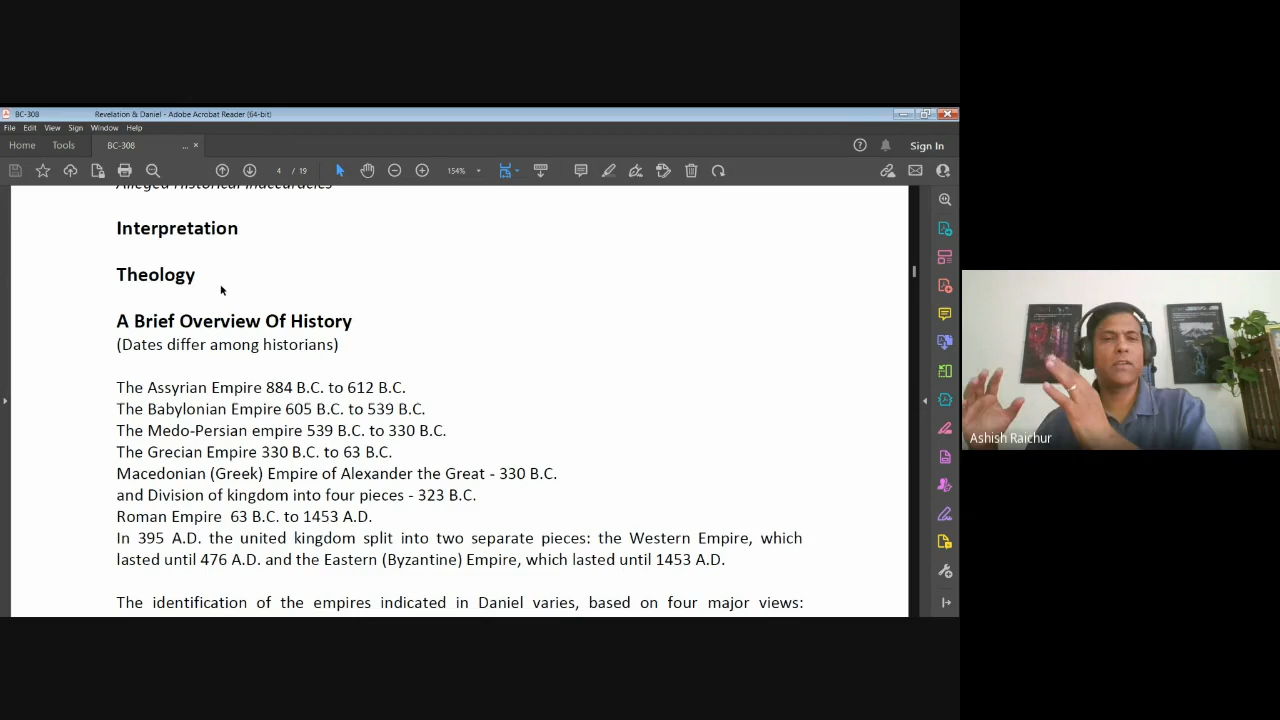 BC-308 Revelation & Daniel - Adobe Acrobat Reader (64-bit)
File Edit View Sign Window Help
Home Tools BC-308 ... × Sign In
4 / 19 154%
Alleged Historical Inaccuracies
Interpretation
Theology
A Brief Overview Of History
(Dates differ among historians)
The Assyrian Empire 884 B.C. to 612 B.C.
The Babylonian Empire 605 B.C. to 539 B.C.
The Medo-Persian empire 539 B.C. to 330 B.C.
The Grecian Empire 330 B.C. to 63 B.C.
Macedonian (Greek) Empire of Alexander the Great - 330 B.C.
and Division of kingdom into four pieces - 323 B.C.
Roman Empire 63 B.C. to 1453 A.D.
In 395 A.D. the united kingdom split into two separate pieces: the Western Empire, which
lasted until 476 A.D. and the Eastern (Byzantine) Empire, which lasted until 1453 A.D.
The identification of the empires indicated in Daniel varies, based on four major views:
Ashish Raichur